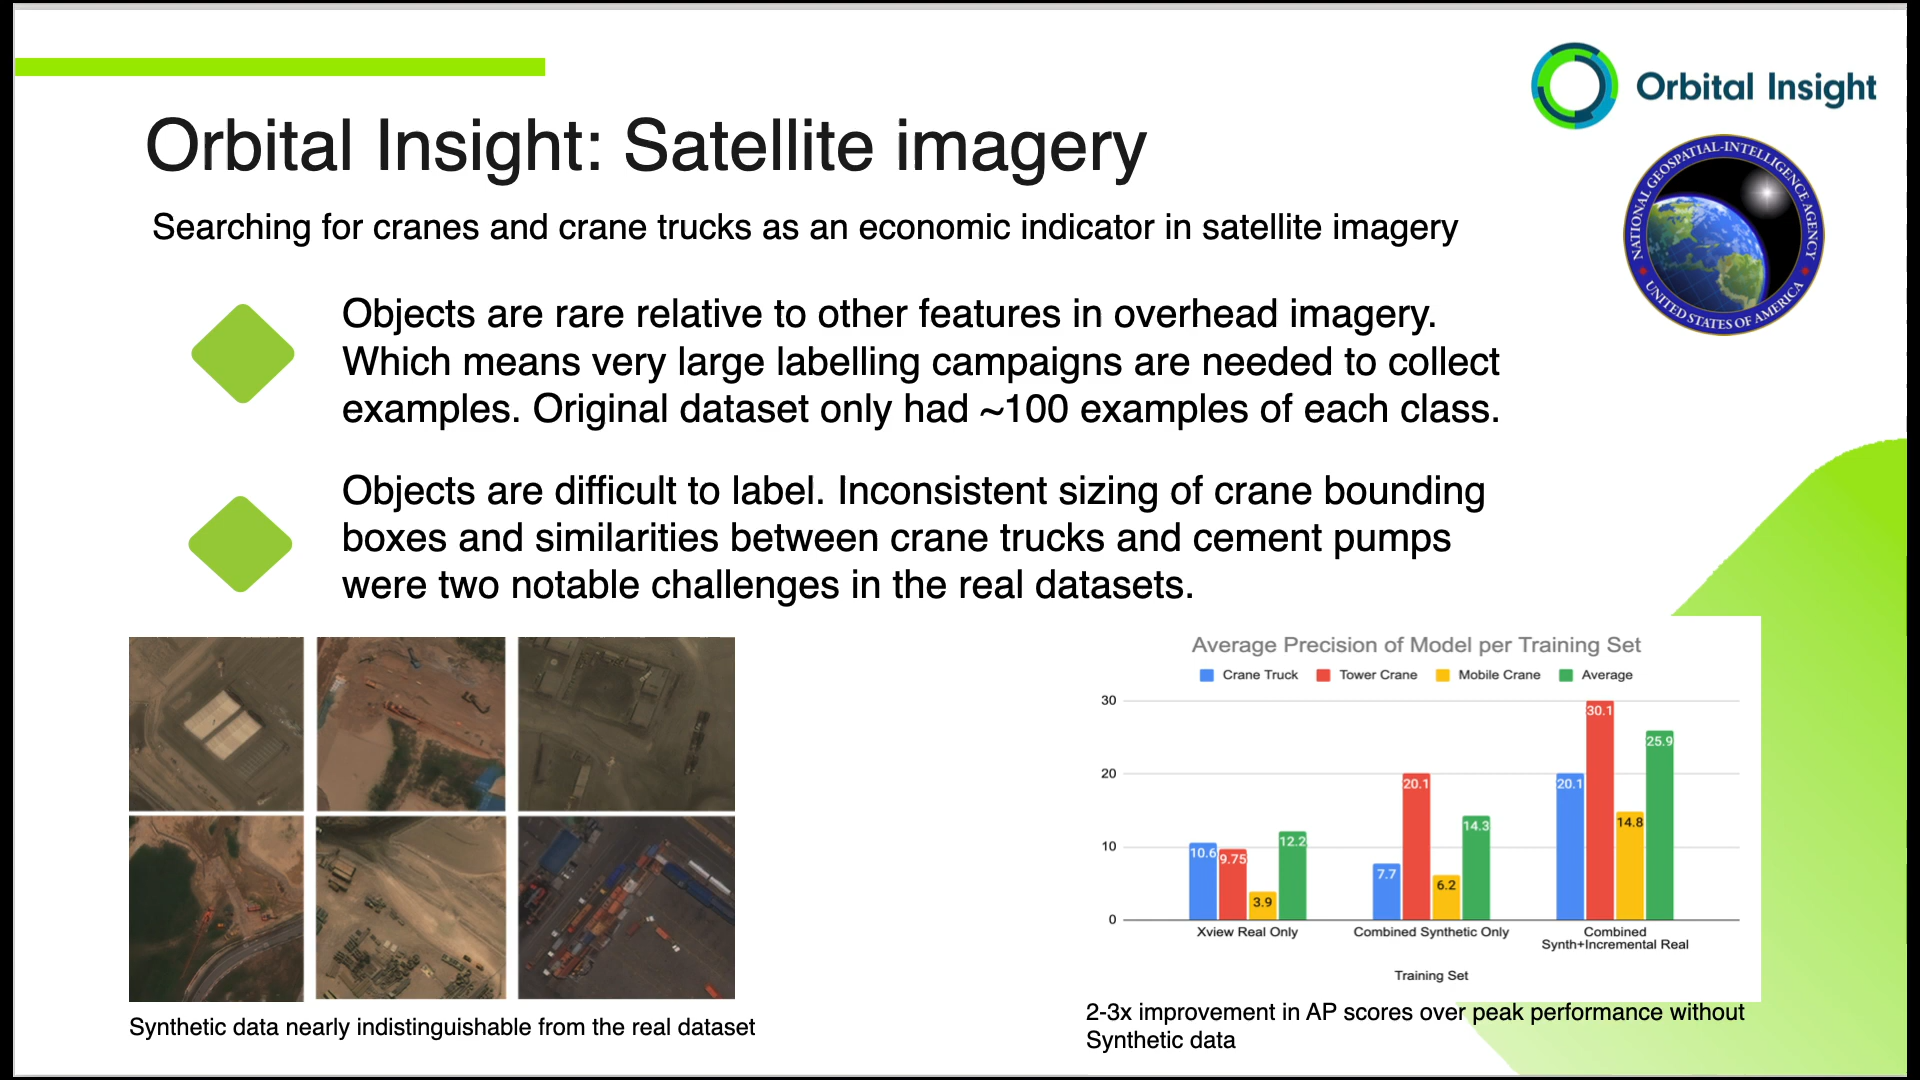 Orbital Insight
NATIONAL GEOSPATIAL-INTELLIGENCE AGENCY
UNITED STATES OF AMERICA
Orbital Insight: Satellite imagery
Searching for cranes and crane trucks as an economic indicator in satellite imagery
Objects are rare relative to other features in overhead imagery.
Which means very large labelling campaigns are needed to collect
examples. Original dataset only had ~100 examples of each class.
Objects are difficult to label. Inconsistent sizing of crane bounding
boxes and similarities between crane trucks and cement pumps
were two notable challenges in the real datasets.
Synthetic data nearly indistinguishable from the real dataset
Average Precision of Model per Training Set
Crane Truck Tower Crane Mobile Crane Average
30
20
10
0
10.6 9.75 3.9 12.2
7.7 20.1 6.2 14.3
20.1 30.1 14.8 25.9
Xview Real Only Combined Synthetic Only Combined
Synth+Incremental Real
Training Set
2-3x improvement in AP scores over peak performance without
Synthetic data